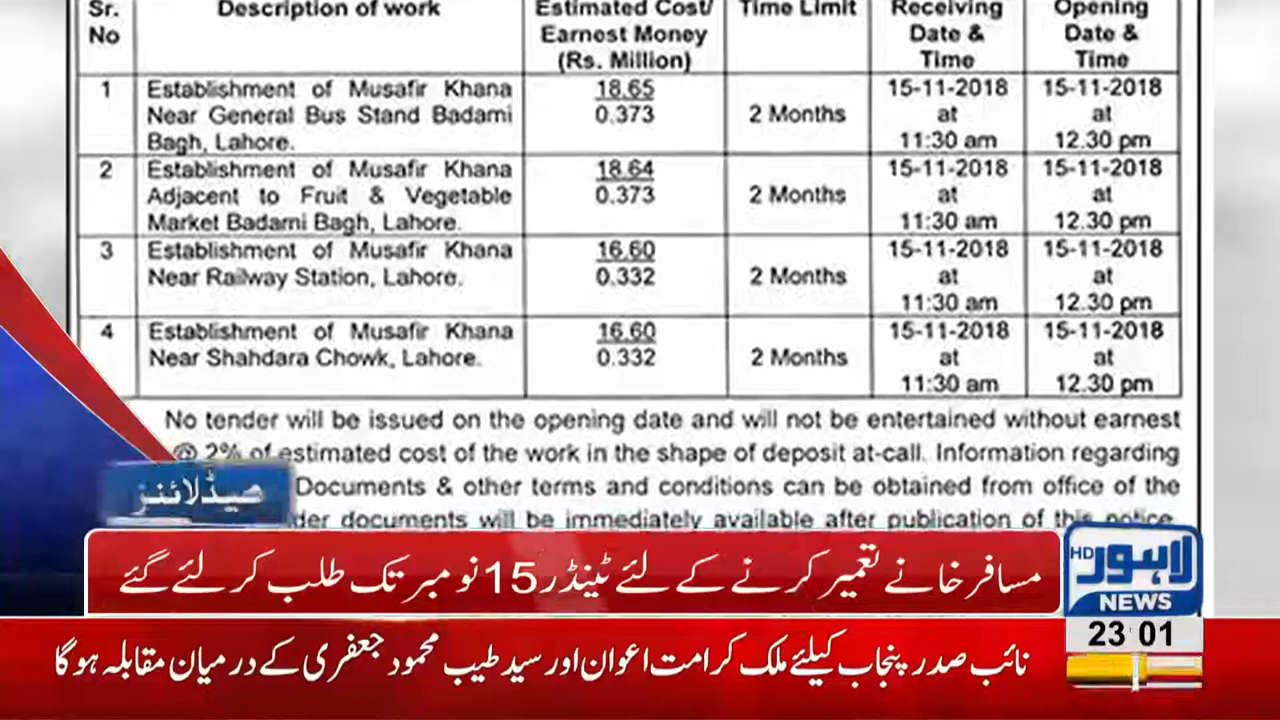 Sr. No Description of work Estimated Cost/ Earnest Money (Rs. Million) Time Limit Receiving Date & Time Opening Date & Time
1 Establishment of Musafir Khana Near General Bus Stand Badami Bagh, Lahore. 18.65 0.373 2 Months 15-11-2018 at 11:30 am 15-11-2018 at 12.30 pm
2 Establishment of Musafir Khana Adjacent to Fruit & Vegetable Market Badami Bagh, Lahore. 18.64 0.373 2 Months 15-11-2018 at 11:30 am 15-11-2018 at 12.30 pm
3 Establishment of Musafir Khana Near Railway Station, Lahore. 16.60 0.332 2 Months 15-11-2018 at 11:30 am 15-11-2018 at 12.30 pm
4 Establishment of Musafir Khana Near Shahdara Chowk, Lahore. 16.60 0.332 2 Months 15-11-2018 at 11:30 am 15-11-2018 at 12.30 pm
No tender will be issued on the opening date and will not be entertained without earnest
@ 2% of estimated cost of the work in the shape of deposit at-call. Information regarding
Documents & other terms and conditions can be obtained from office of the
der documents will be immediately available after publication of this notice.
ہیڈلائنز
مسافر خانے تعمیر کرنے کے لئے ٹینڈر 15 نومبر تک طلب کر لئے گئے
HD لاہور
NEWS
23 01
نائب صدر پنجاب کیلئے ملک کرامت اعوان اور سید طیب محمود جعفری کے درمیان مقابلہ ہو گا